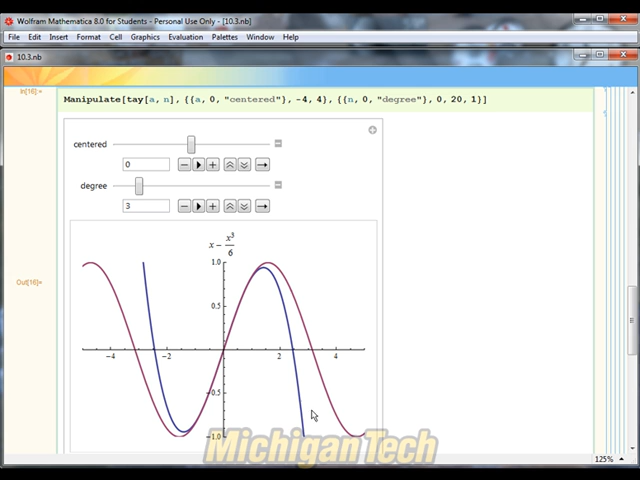 Wolfram Mathematica 8.0 for Students - Personal Use Only - [10.3.nb]
File Edit Insert Format Cell Graphics Evaluation Palettes Window Help
10.3.nb
In[16]:=
Manipulate[tay[a, n], {{a, 0, "centered"}, -4, 4}, {{n, 0, "degree"}, 0, 20, 1}]
centered
0
degree
3
x − x³/6
Out[16]=
1.0
0.5
−4 −2 2 4
−0.5
−1.0
MichiganTech
125%